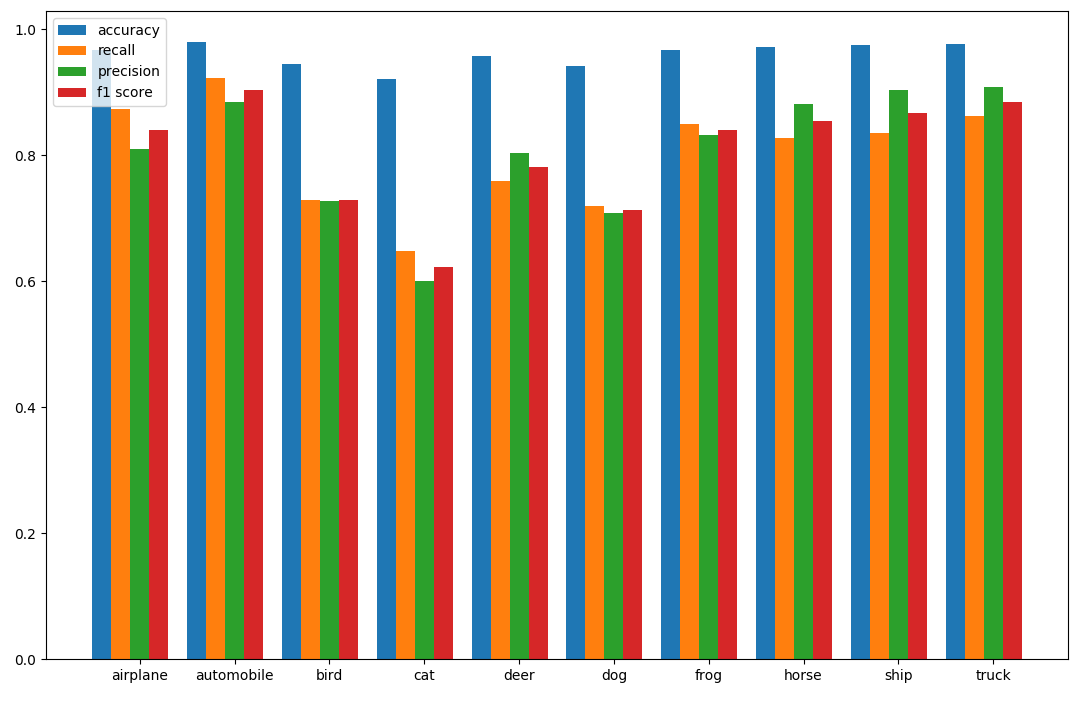 accuracy
recall
precision
f1 score
1.0
0.8
0.6
0.4
0.2
0.0
airplane automobile bird cat deer dog frog horse ship truck